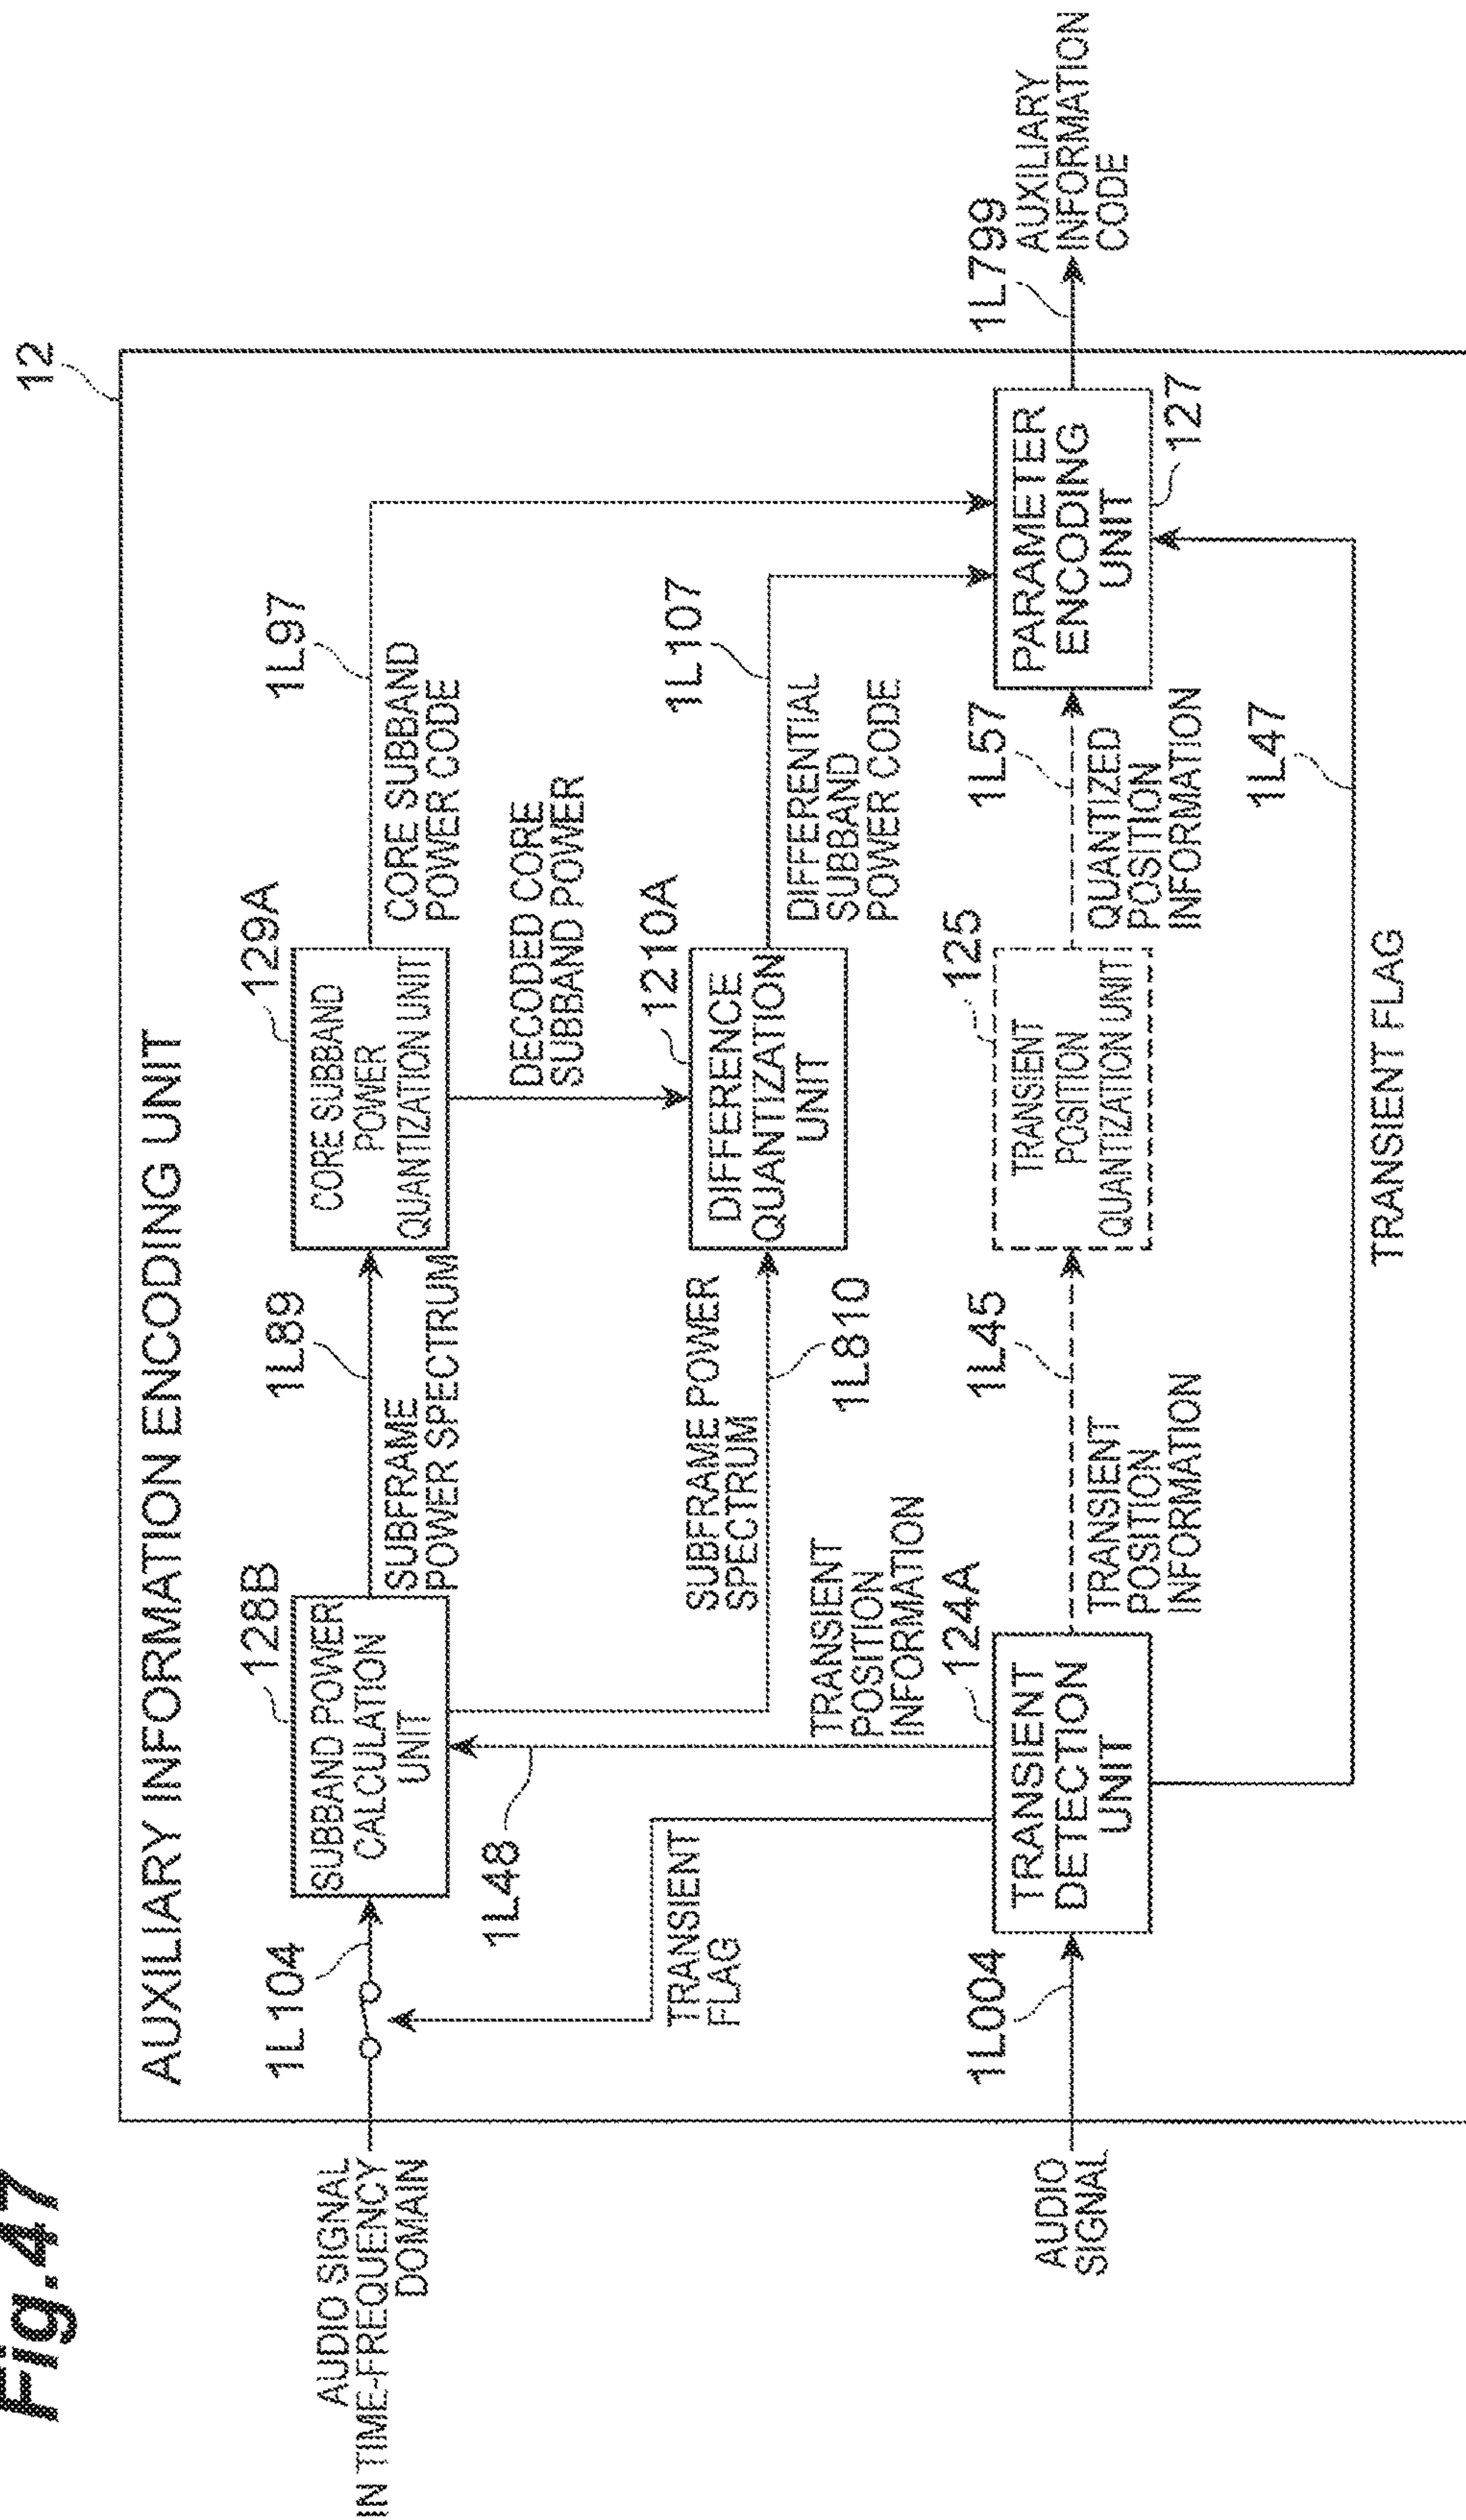 Fig.47
12
AUXILIARY INFORMATION ENCODING UNIT
AUDIO SIGNAL
IN TIME-FREQUENCY
DOMAIN
1L104
128B
SUBBAND POWER
CALCULATION
UNIT
1L89
SUBFRAME
POWER SPECTRUM
129A
CORE SUBBAND
POWER
QUANTIZATION UNIT
1L97
CORE SUBBAND
POWER CODE
DECODED CORE
SUBBAND POWER
1L48
TRANSIENT
FLAG
SUBFRAME POWER
SPECTRUM
1L810
1210A
DIFFERENCE
QUANTIZATION
UNIT
1L107
DIFFERENTIAL
SUBBAND
POWER CODE
TRANSIENT
POSITION
INFORMATION
AUDIO
SIGNAL
1L004
124A
TRANSIENT
DETECTION
UNIT
1L45
TRANSIENT
POSITION
INFORMATION
125
TRANSIENT
POSITION
QUANTIZATION UNIT
1L57
QUANTIZED
POSITION
INFORMATION
PARAMETER
ENCODING
UNIT
127
1L799
AUXILIARY
INFORMATION
CODE
1L47
TRANSIENT FLAG